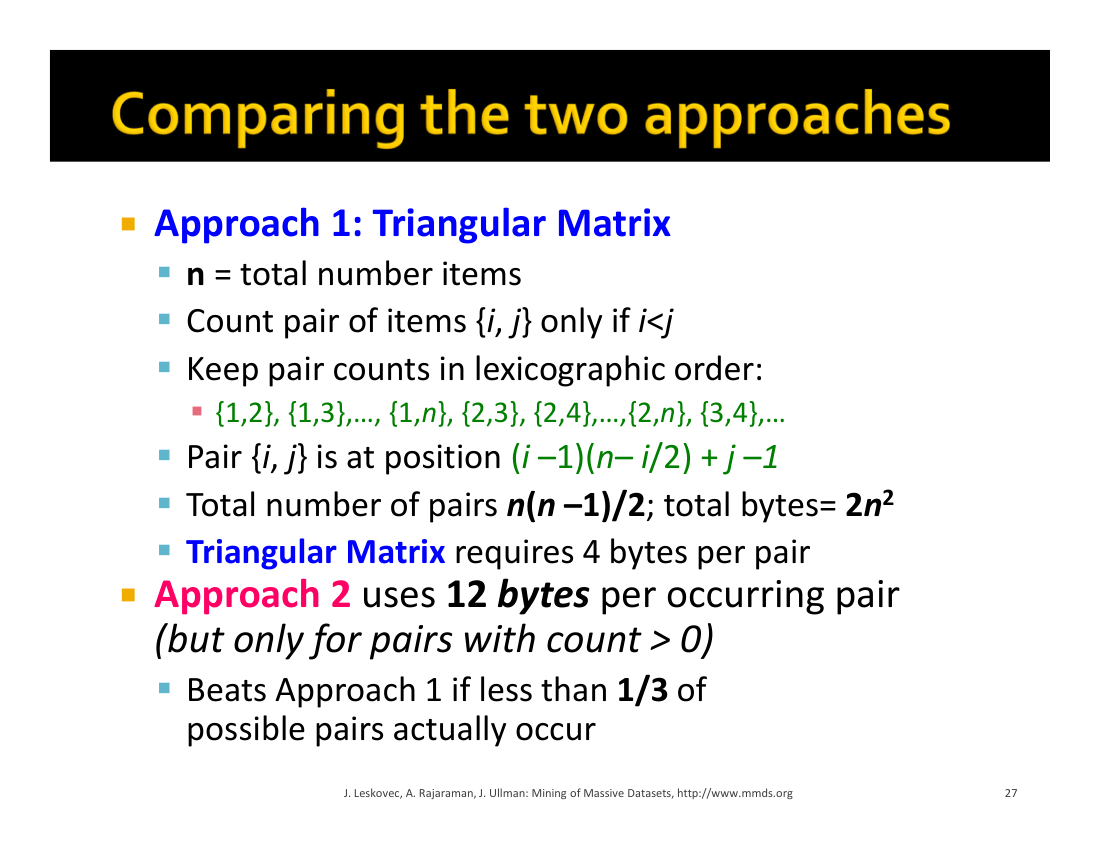 Comparing the two approaches
Approach 1: Triangular Matrix
n = total number items
Count pair of items {i, j} only if i<j
Keep pair counts in lexicographic order:
{1,2}, {1,3},…, {1,n}, {2,3}, {2,4},…,{2,n}, {3,4},…
Pair {i, j} is at position (i –1)(n– i/2) + j –1
Total number of pairs n(n –1)/2; total bytes= 2n²
Triangular Matrix requires 4 bytes per pair
Approach 2 uses 12 bytes per occurring pair
(but only for pairs with count > 0)
Beats Approach 1 if less than 1/3 of
possible pairs actually occur
J. Leskovec, A. Rajaraman, J. Ullman: Mining of Massive Datasets, http://www.mmds.org
27